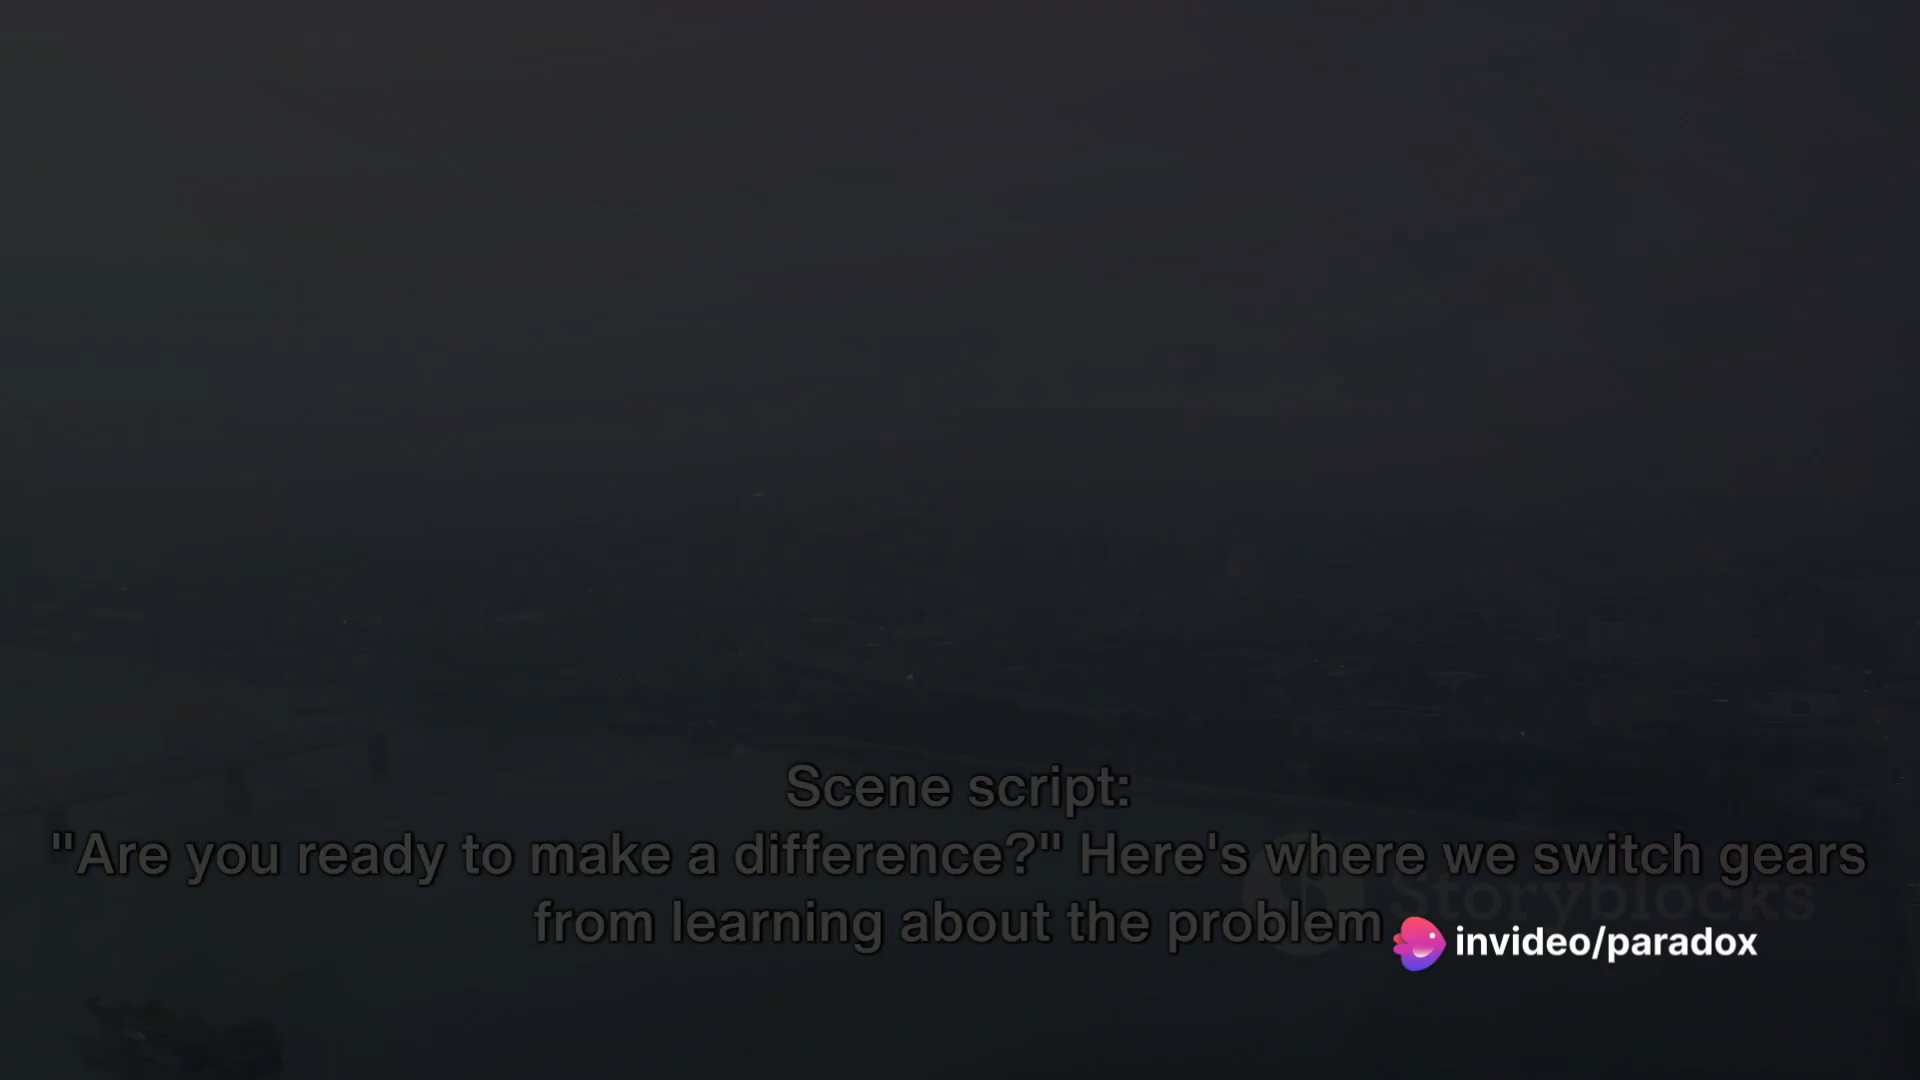 Scene script:
"Are you ready to make a difference?" Here's where we switch gears
from learning about the problem
Storyblocks
invideo/paradox